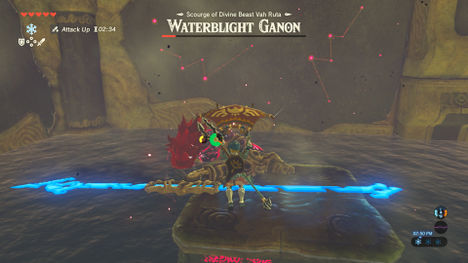 Attack Up 02:34
Scourge of Divine Beast Vah Ruta
WATERBLIGHT GANON
02:50 PM